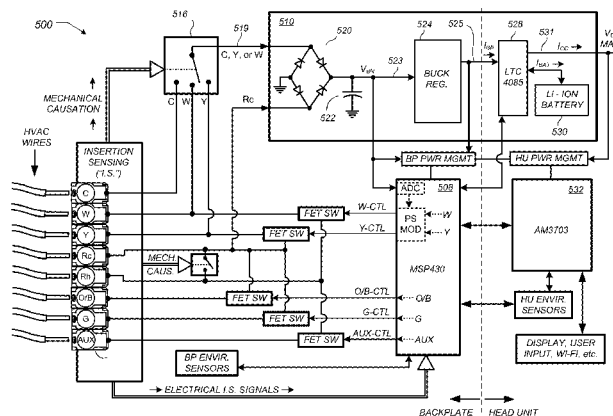 500
516
510
519
C, Y, or W
520
522
VBPIN
523
524
BUCK REG.
525
528
LTC 4085
531
ICC
IBAT
Li - ION BATTERY
530
MECHANICAL CAUSATION
C W Y
Rc
HVAC WIRES
INSERTION SENSING ("I.S.")
C
W
Y
Rc
Rh
O/B
G
AUX
MECH. CAUS.
FET SW
W-CTL
FET SW
Y-CTL
FET SW
O/B-CTL
FET SW
G-CTL
FET SW
AUX-CTL
BP PWR MGMT
HU PWR MGMT
508
ADC
PS MOD
W
Y
MSP430
O/B
G
AUX
532
AM3703
HU ENVIR. SENSORS
DISPLAY, USER INPUT, WI-FI, etc.
BP ENVIR. SENSORS
ELECTRICAL I.S. SIGNALS
BACKPLATE
HEAD UNIT